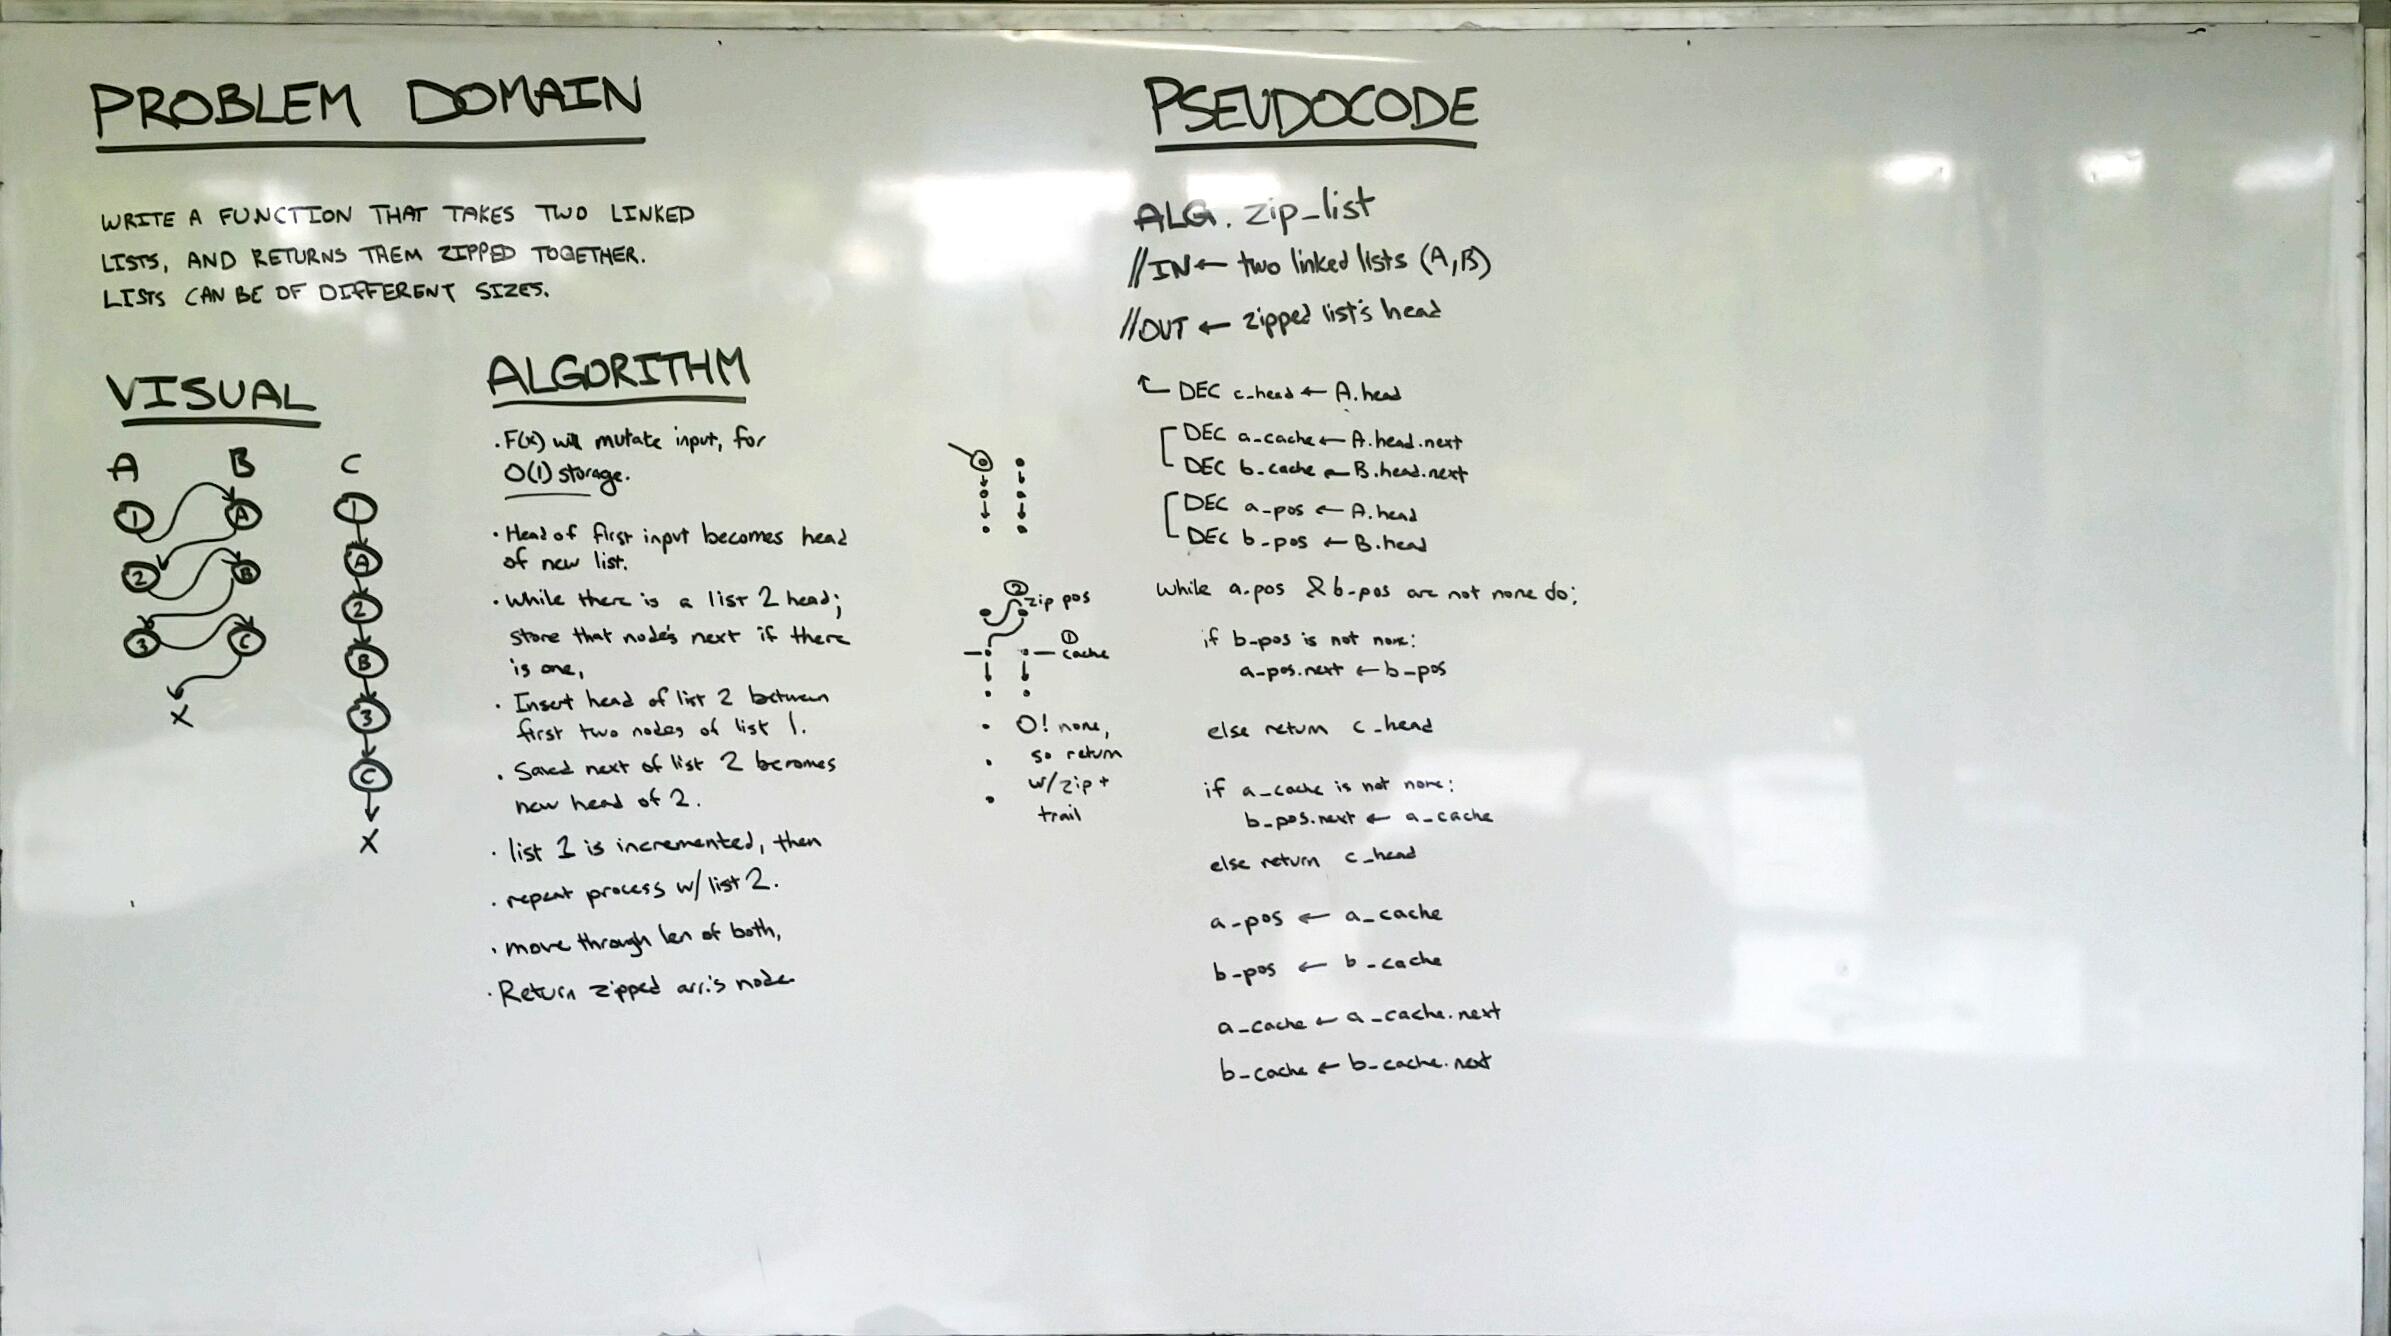 PROBLEM DOMAIN
WRITE A FUNCTION THAT TAKES TWO LINKED
LISTS, AND RETURNS THEM ZIPPED TOGETHER.
LISTS CAN BE OF DIFFERENT SIZES.
VISUAL
A B C
1 A
2 B
3 C
X
1
A
2
B
3
C
X
ALGORITHM
· F(x) will mutate input, for
O(1) storage.
· Head of first input becomes head
of new list.
· While there is a list 2 head;
store that node's next if there
is one,
· Insert head of list 2 between
first two nodes of list 1.
· Saved next of list 2 becomes
new head of 2.
· list 1 is incremented, then
· repeat process w/ list 2.
· move through len of both,
· Return zipped arr.'s node.
2
zip pos
1
cache
O! none,
so return
w/ zip +
trail
PSEUDOCODE
ALG. zip_list
//IN ← two linked lists (A,B)
//OUT ← zipped list's head
DEC c_head ← A.head
DEC a_cache ← A.head.next
DEC b_cache ← B.head.next
DEC a_pos ← A.head
DEC b_pos ← B.head
while a.pos & b-pos are not none do:
if b-pos is not none:
a-pos.next ← b-pos
else return c_head
if a_cache is not none:
b-pos.next ← a_cache
else return c_head
a-pos ← a_cache
b-pos ← b-cache
a_cache ← a_cache.next
b-cache ← b-cache.next